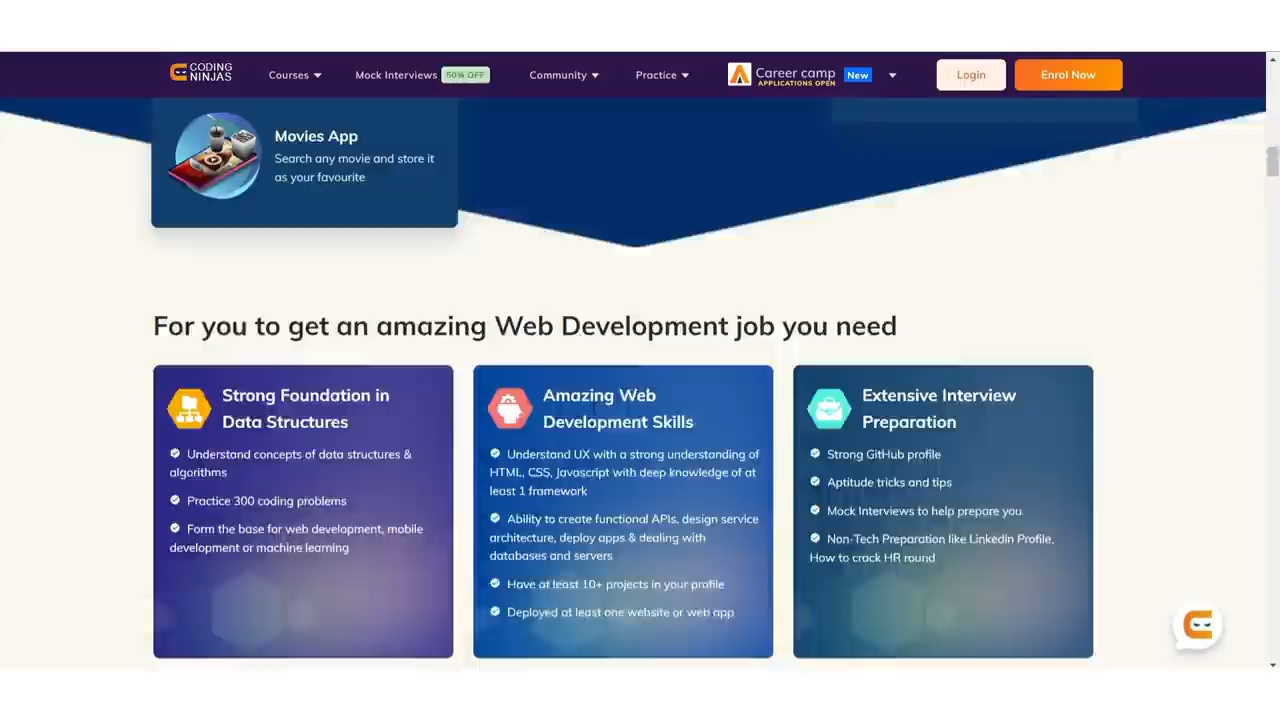 CODING
NINJAS
Courses
Mock Interviews 50% OFF
Community
Practice
Career camp New
APPLICATIONS OPEN
Login
Enrol Now
Movies App
Search any movie and store it
as your favourite
For you to get an amazing Web Development job you need
Strong Foundation in
Data Structures
Understand concepts of data structures &
algorithms
Practice 300 coding problems
Form the base for web development, mobile
development or machine learning
Amazing Web
Development Skills
Understand UX with a strong understanding of
HTML, CSS, Javascript with deep knowledge of at
least 1 framework
Ability to create functional APIs, design service
architecture, deploy apps & dealing with
databases and servers
Have at least 10+ projects in your profile
Deployed at least one website or web app
Extensive Interview
Preparation
Strong GitHub profile
Aptitude tricks and tips
Mock Interviews to help prepare you.
Non-Tech Preparation like Linkedin Profile,
How to crack HR round